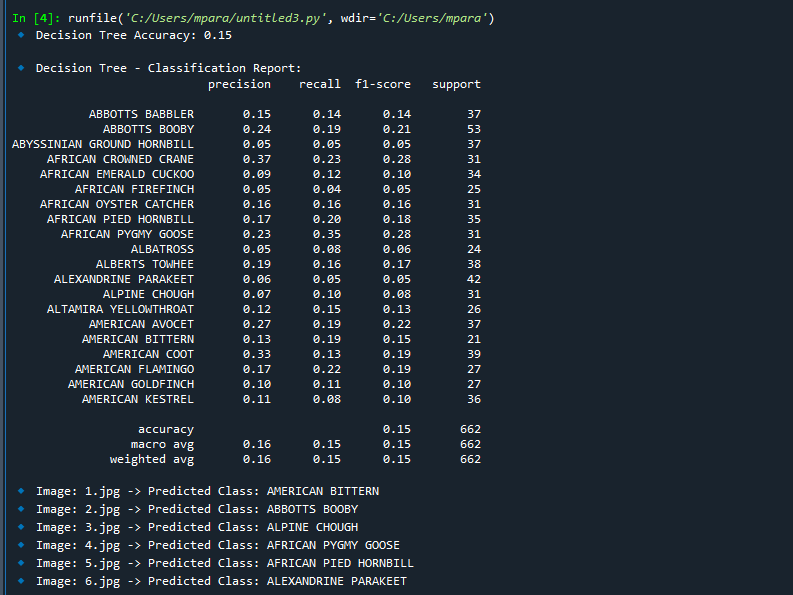 In [4]: runfile('C:/Users/mpara/untitled3.py', wdir='C:/Users/mpara')
🔹 Decision Tree Accuracy: 0.15
🔹 Decision Tree - Classification Report:
precision recall f1-score support
ABBOTTS BABBLER 0.15 0.14 0.14 37
ABBOTTS BOOBY 0.24 0.19 0.21 53
ABYSSINIAN GROUND HORNBILL 0.05 0.05 0.05 37
AFRICAN CROWNED CRANE 0.37 0.23 0.28 31
AFRICAN EMERALD CUCKOO 0.09 0.12 0.10 34
AFRICAN FIREFINCH 0.05 0.04 0.05 25
AFRICAN OYSTER CATCHER 0.16 0.16 0.16 31
AFRICAN PIED HORNBILL 0.17 0.20 0.18 35
AFRICAN PYGMY GOOSE 0.23 0.35 0.28 31
ALBATROSS 0.05 0.08 0.06 24
ALBERTS TOWHEE 0.19 0.16 0.17 38
ALEXANDRINE PARAKEET 0.06 0.05 0.05 42
ALPINE CHOUGH 0.07 0.10 0.08 31
ALTAMIRA YELLOWTHROAT 0.12 0.15 0.13 26
AMERICAN AVOCET 0.27 0.19 0.22 37
AMERICAN BITTERN 0.13 0.19 0.15 21
AMERICAN COOT 0.33 0.13 0.19 39
AMERICAN FLAMINGO 0.17 0.22 0.19 27
AMERICAN GOLDFINCH 0.10 0.11 0.10 27
AMERICAN KESTREL 0.11 0.08 0.10 36
accuracy 0.15 662
macro avg 0.16 0.15 0.15 662
weighted avg 0.16 0.15 0.15 662
🔹 Image: 1.jpg -> Predicted Class: AMERICAN BITTERN
🔹 Image: 2.jpg -> Predicted Class: ABBOTTS BOOBY
🔹 Image: 3.jpg -> Predicted Class: ALPINE CHOUGH
🔹 Image: 4.jpg -> Predicted Class: AFRICAN PYGMY GOOSE
🔹 Image: 5.jpg -> Predicted Class: AFRICAN PIED HORNBILL
🔹 Image: 6.jpg -> Predicted Class: ALEXANDRINE PARAKEET